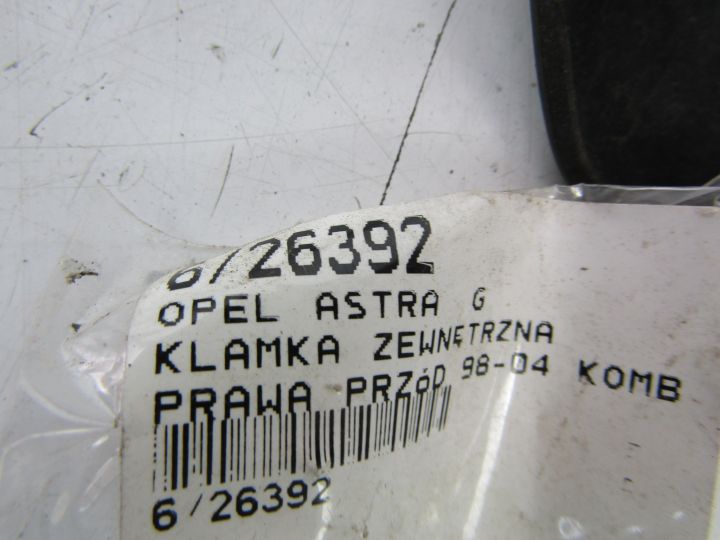 6/26392
OPEL ASTRA G
KLAMKA ZEWNĘTRZNA
PRAWA PRZÓD 98-04 KOMB
6/26392